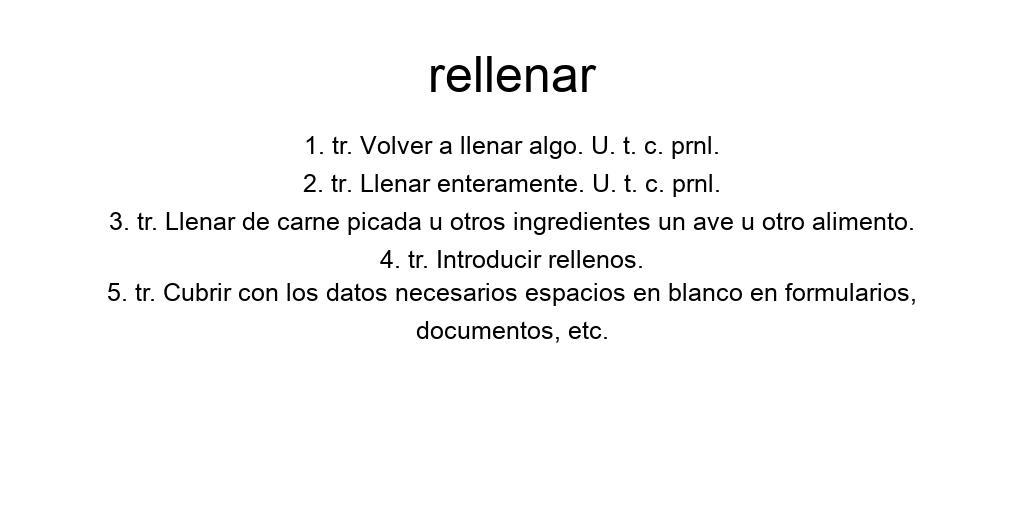 rellenar
1. tr. Volver a llenar algo. U. t. c. prnl.
2. tr. Llenar enteramente. U. t. c. prnl.
3. tr. Llenar de carne picada u otros ingredientes un ave u otro alimento.
4. tr. Introducir rellenos.
5. tr. Cubrir con los datos necesarios espacios en blanco en formularios,
documentos, etc.